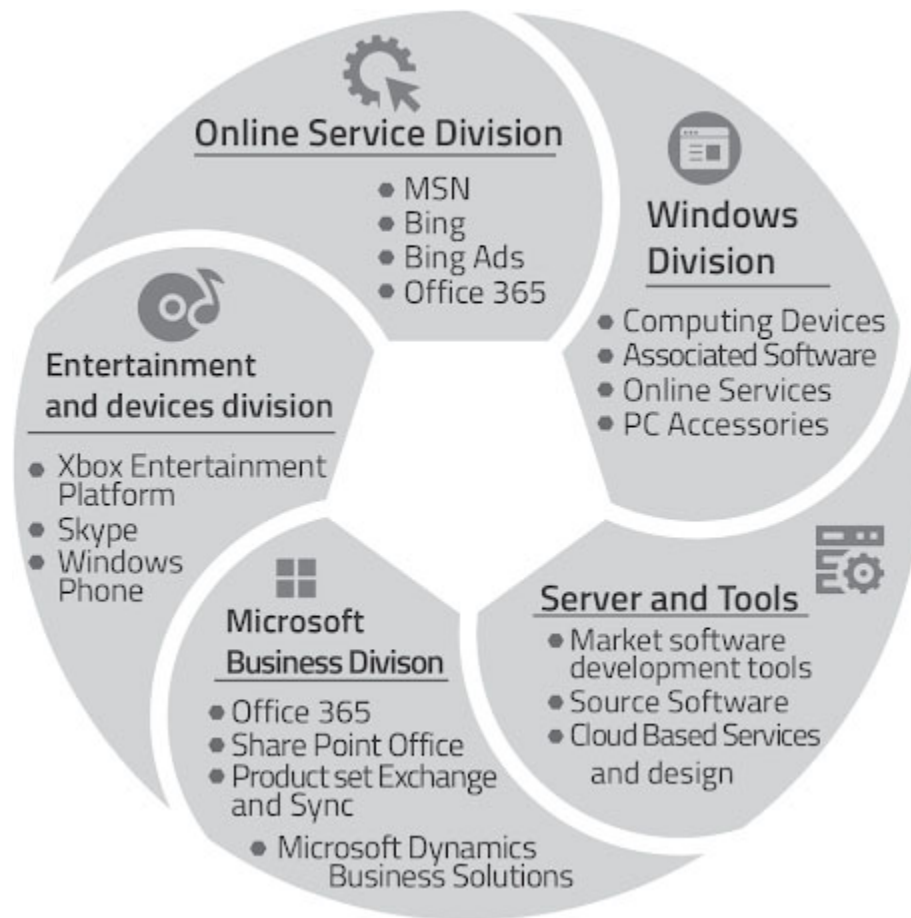 Online Service Division
MSN
Bing
Bing Ads
Office 365
Windows
Division
Computing Devices
Associated Software
Online Services
PC Accessories
Server and Tools
Market software
development tools
Source Software
Cloud Based Services
and design
Microsoft
Business Divison
Office 365
Share Point Office
Product set Exchange
and Sync
Microsoft Dynamics
Business Solutions
Entertainment
and devices division
Xbox Entertainment
Platform
Skype
Windows
Phone